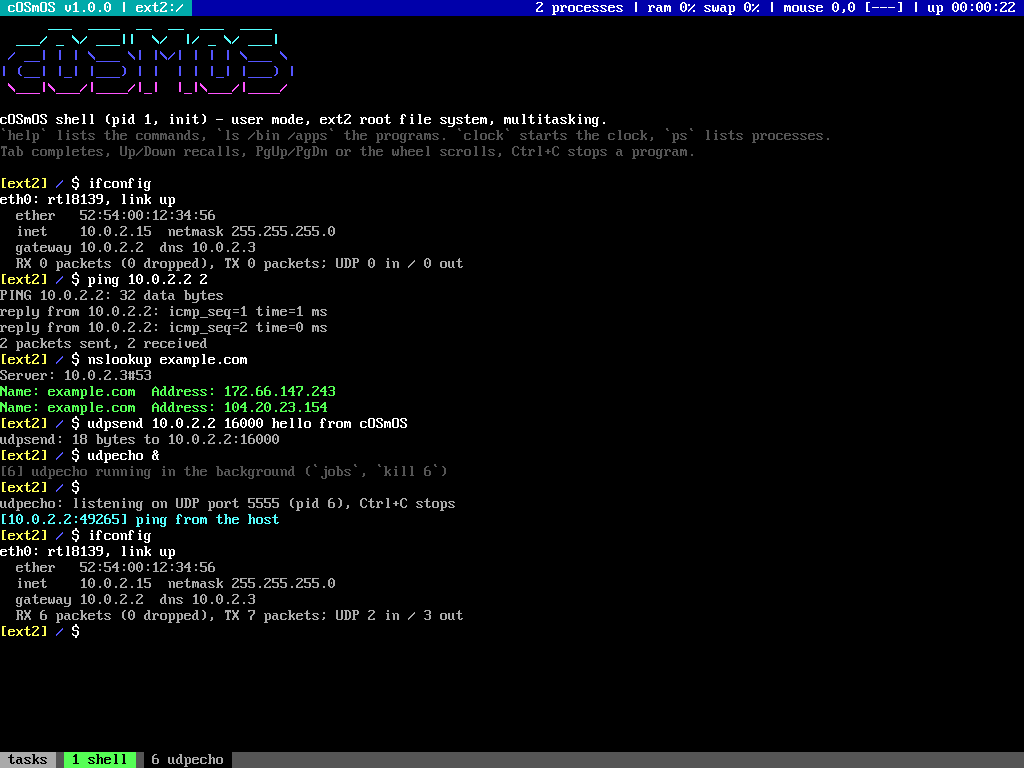 cOSmOS v1.0.0 | ext2:/
2 processes | ram 0% swap 0% | mouse 0,0 [---] | up 00:00:22
cOSMOS
cOSmOS shell (pid 1, init) - user mode, ext2 root file system, multitasking.
`help` lists the commands, `ls /bin /apps` the programs. `clock` starts the clock, `ps` lists processes.
Tab completes, Up/Down recalls, PgUp/PgDn or the wheel scrolls, Ctrl+C stops a program.
[ext2] / $ ifconfig
eth0: rtl8139, link up
  ether   52:54:00:12:34:56
  inet    10.0.2.15  netmask 255.255.255.0
  gateway 10.0.2.2  dns 10.0.2.3
  RX 0 packets (0 dropped), TX 0 packets; UDP 0 in / 0 out
[ext2] / $ ping 10.0.2.2 2
PING 10.0.2.2: 32 data bytes
reply from 10.0.2.2: icmp_seq=1 time=1 ms
reply from 10.0.2.2: icmp_seq=2 time=0 ms
2 packets sent, 2 received
[ext2] / $ nslookup example.com
Server: 10.0.2.3#53
Name: example.com  Address: 172.66.147.243
Name: example.com  Address: 104.20.23.154
[ext2] / $ udpsend 10.0.2.2 16000 hello from cOSmOS
udpsend: 18 bytes to 10.0.2.2:16000
[ext2] / $ udpecho &
[6] udpecho running in the background (`jobs`, `kill 6`)
[ext2] / $
udpecho: listening on UDP port 5555 (pid 6), Ctrl+C stops
[10.0.2.2:49265] ping from the host
[ext2] / $ ifconfig
eth0: rtl8139, link up
  ether   52:54:00:12:34:56
  inet    10.0.2.15  netmask 255.255.255.0
  gateway 10.0.2.2  dns 10.0.2.3
  RX 6 packets (0 dropped), TX 7 packets; UDP 2 in / 3 out
[ext2] / $
tasks  1 shell  6 udpecho